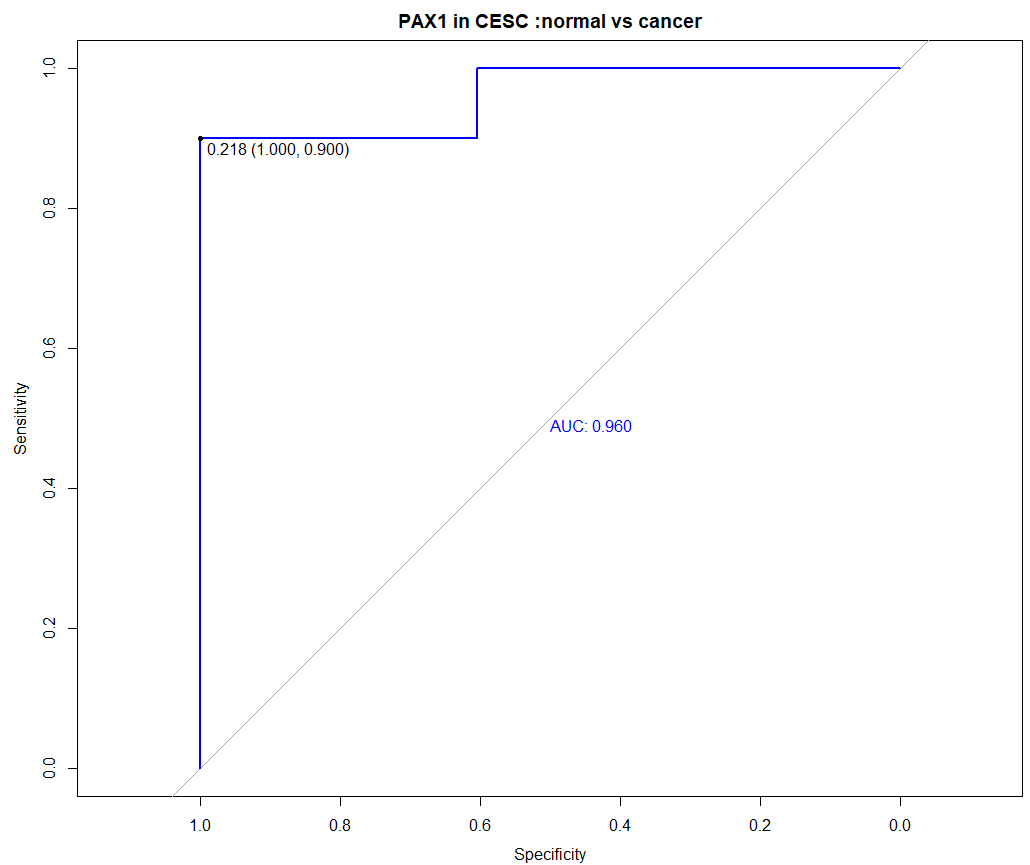 PAX1 in CESC :normal vs cancer
1.0
0.218 (1.000, 0.900)
0.8
0.6
Sensitivity
AUC: 0.960
0.4
0.2
0.0
1.0 0.8 0.6 0.4 0.2 0.0
Specificity